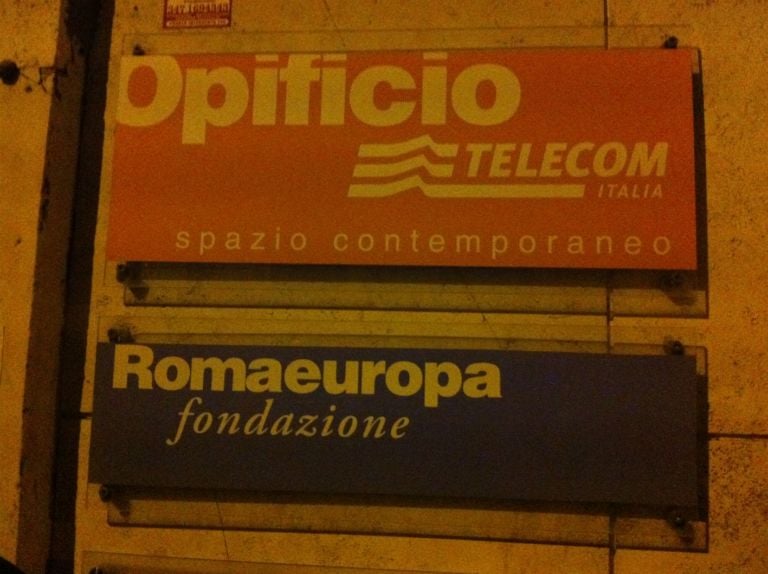 Opificio
TELECOM
ITALIA
spazio contemporaneo
Romaeuropa
fondazione